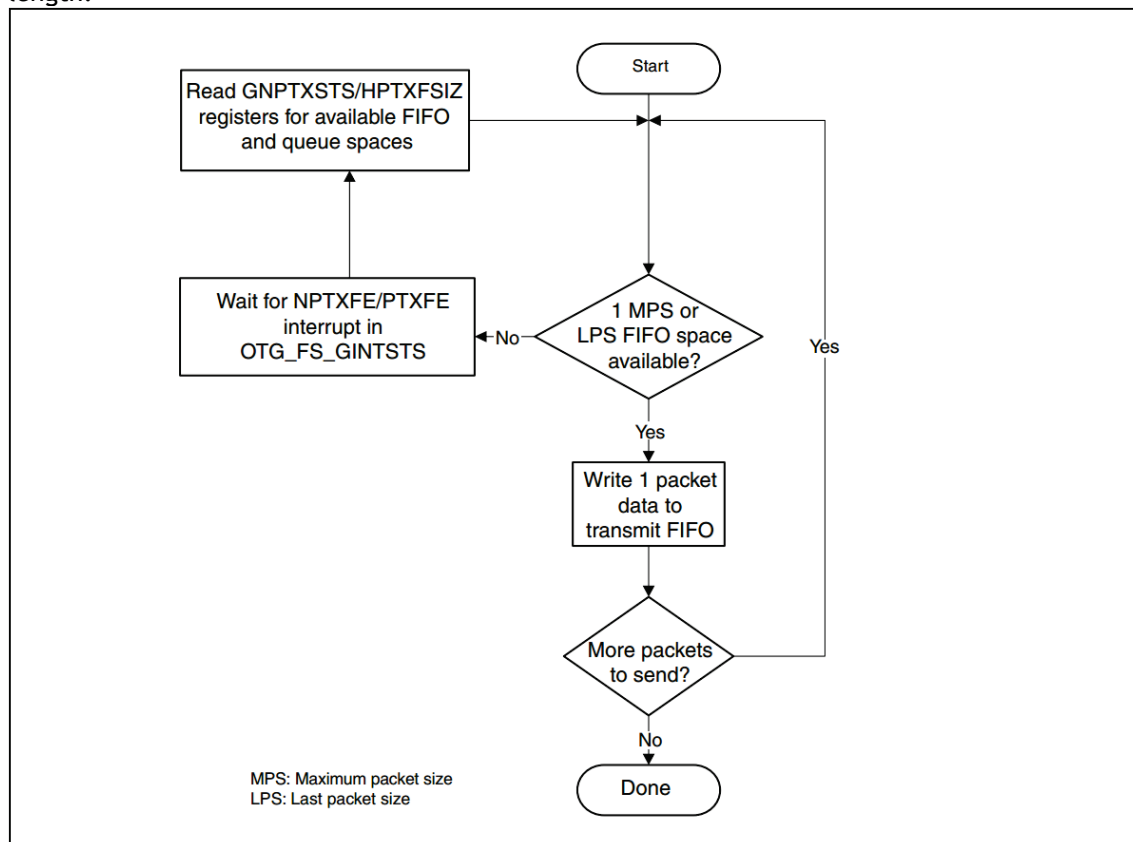 length.
Start
Read GNPTXSTS/HPTXFSIZ
registers for available FIFO
and queue spaces
Wait for NPTXFE/PTXFE
interrupt in
OTG_FS_GINTSTS
No
1 MPS or
LPS FIFO space
available?
Yes
Yes
Write 1 packet
data to
transmit FIFO
More packets
to send?
No
MPS: Maximum packet size
LPS: Last packet size
Done